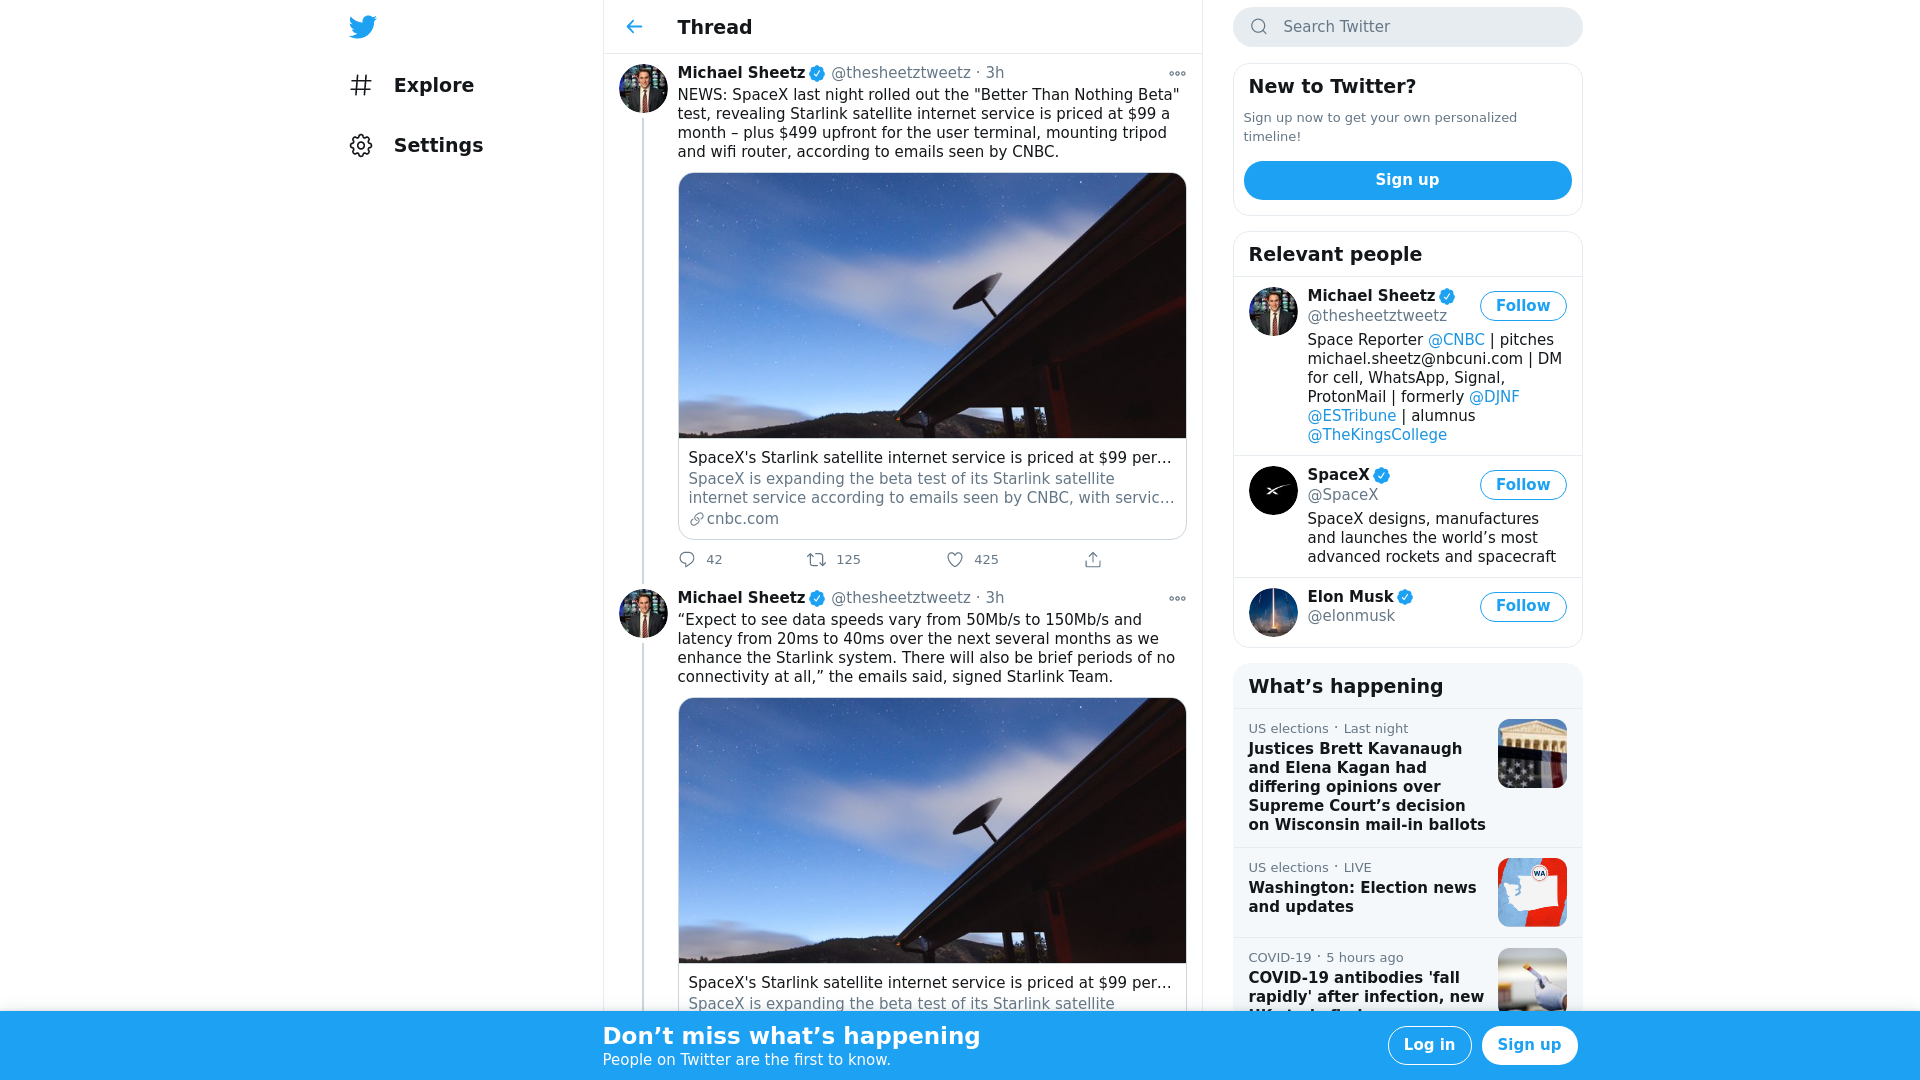 Explore
Settings
Thread
Michael Sheetz @thesheetztweetz · 3h
NEWS: SpaceX last night rolled out the "Better Than Nothing Beta"
test, revealing Starlink satellite internet service is priced at $99 a
month – plus $499 upfront for the user terminal, mounting tripod
and wifi router, according to emails seen by CNBC.
SpaceX's Starlink satellite internet service is priced at $99 per…
SpaceX is expanding the beta test of its Starlink satellite
internet service according to emails seen by CNBC, with servic…
cnbc.com
42 125 425
Michael Sheetz @thesheetztweetz · 3h
“Expect to see data speeds vary from 50Mb/s to 150Mb/s and
latency from 20ms to 40ms over the next several months as we
enhance the Starlink system. There will also be brief periods of no
connectivity at all,” the emails said, signed Starlink Team.
SpaceX's Starlink satellite internet service is priced at $99 per…
SpaceX is expanding the beta test of its Starlink satellite
Search Twitter
New to Twitter?
Sign up now to get your own personalized
timeline!
Sign up
Relevant people
Michael Sheetz
@thesheetztweetz
Follow
Space Reporter @CNBC | pitches
michael.sheetz@nbcuni.com | DM
for cell, WhatsApp, Signal,
ProtonMail | formerly @DJNF
@ESTribune | alumnus
@TheKingsCollege
SpaceX
@SpaceX
Follow
SpaceX designs, manufactures
and launches the world’s most
advanced rockets and spacecraft
Elon Musk
@elonmusk
Follow
What’s happening
US elections · Last night
Justices Brett Kavanaugh
and Elena Kagan had
differing opinions over
Supreme Court’s decision
on Wisconsin mail-in ballots
US elections · LIVE
Washington: Election news
and updates
WA
COVID-19 · 5 hours ago
COVID-19 antibodies 'fall
rapidly' after infection, new
Don’t miss what’s happening
People on Twitter are the first to know.
Log in
Sign up